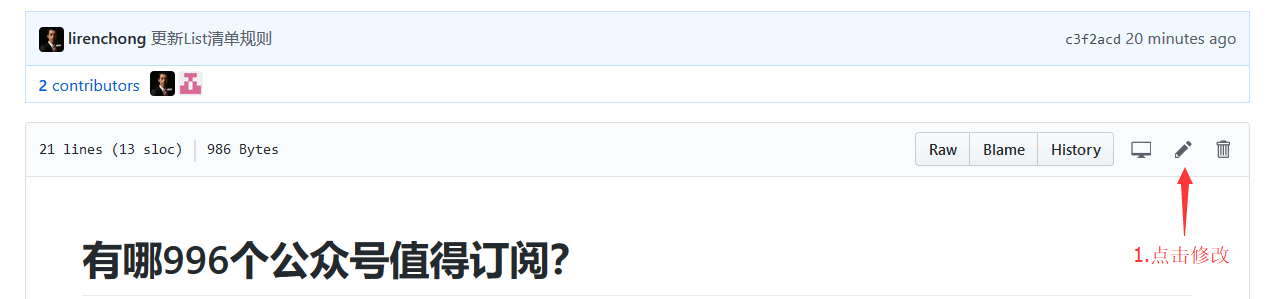 lirenchong 更新List清单规则 c3f2acd 20 minutes ago
2 contributors
21 lines (13 sloc) 986 Bytes Raw Blame History
有哪996个公众号值得订阅？
1.点击修改